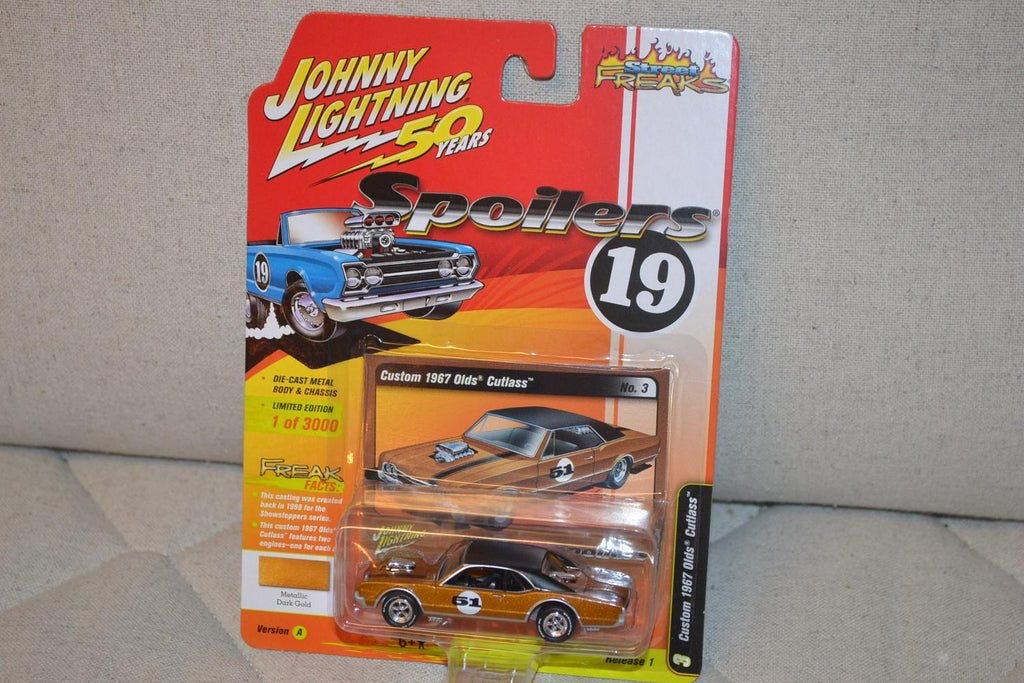 JOHNNY
LIGHTNING
50 YEARS
Street
FREAKS
Spoilers®
19
19
• DIE-CAST METAL
BODY & CHASSIS
• LIMITED EDITION
1 of 3000
Custom 1967 Olds® Cutlass™
No. 3
51
FREAK
FACTS:
• This casting was created
back in 1998 for the
Showstoppers series.
• This custom 1967 Olds®
Cutlass™ features two
engines–one for each
Metallic
Dark Gold
Version A
JOHNNY
LIGHTNING
51
6+
Release 1
3 Custom 1967 Olds® Cutlass™